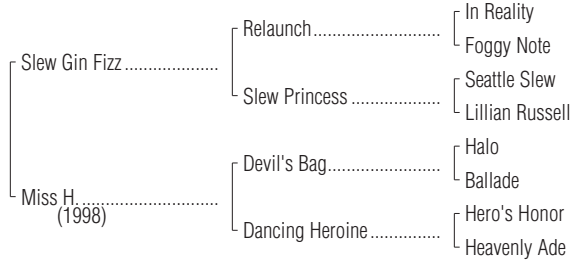 In Reality
Relaunch
Foggy Note
Slew Gin Fizz
Seattle Slew
Slew Princess
Lillian Russell
Halo
Devil's Bag
Ballade
Miss H.
(1998)
Hero's Honor
Dancing Heroine
Heavenly Ade